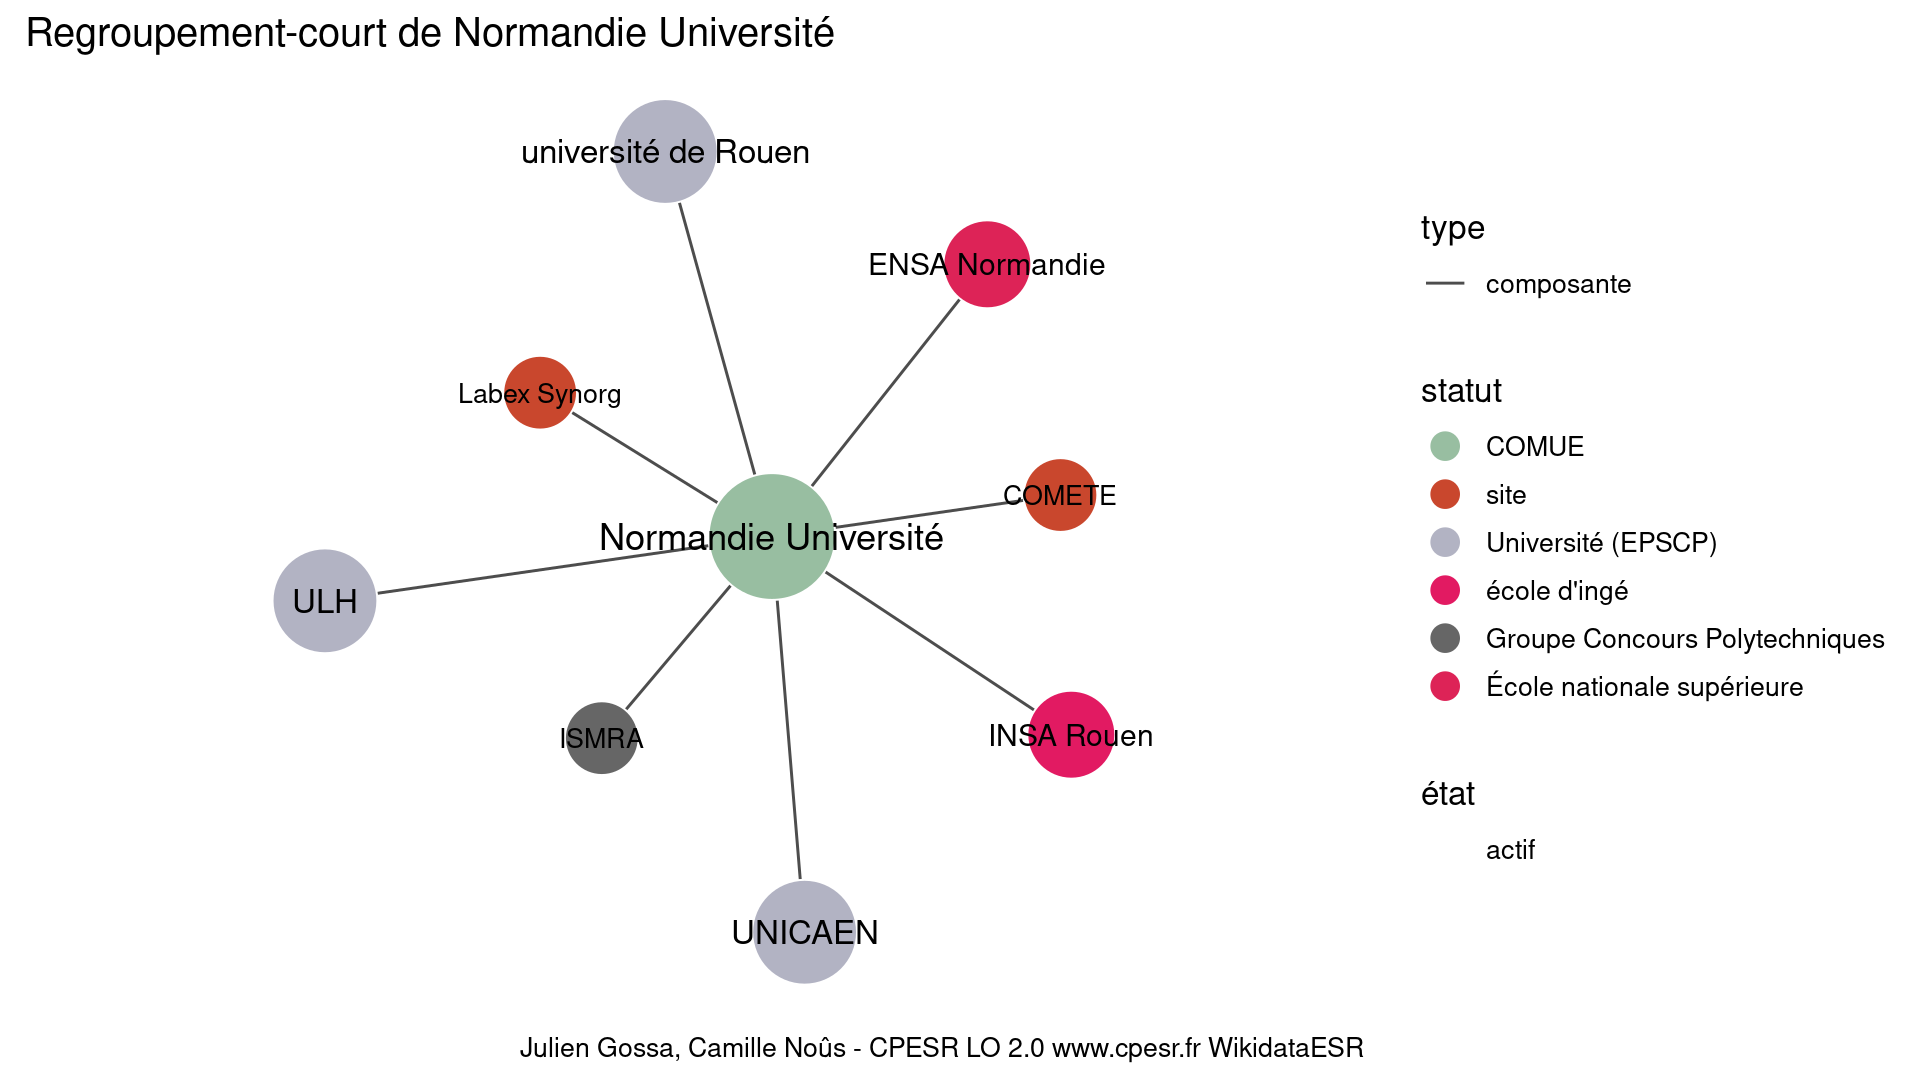 Regroupement-court de Normandie Université
université de Rouen
ENSA Normandie
Labex Synorg
COMETE
Normandie Université
ULH
ISMRA
INSA Rouen
UNICAEN
type
composante
statut
COMUE
site
Université (EPSCP)
école d'ingé
Groupe Concours Polytechniques
École nationale supérieure
état
actif
Julien Gossa, Camille Noûs - CPESR LO 2.0 www.cpesr.fr WikidataESR